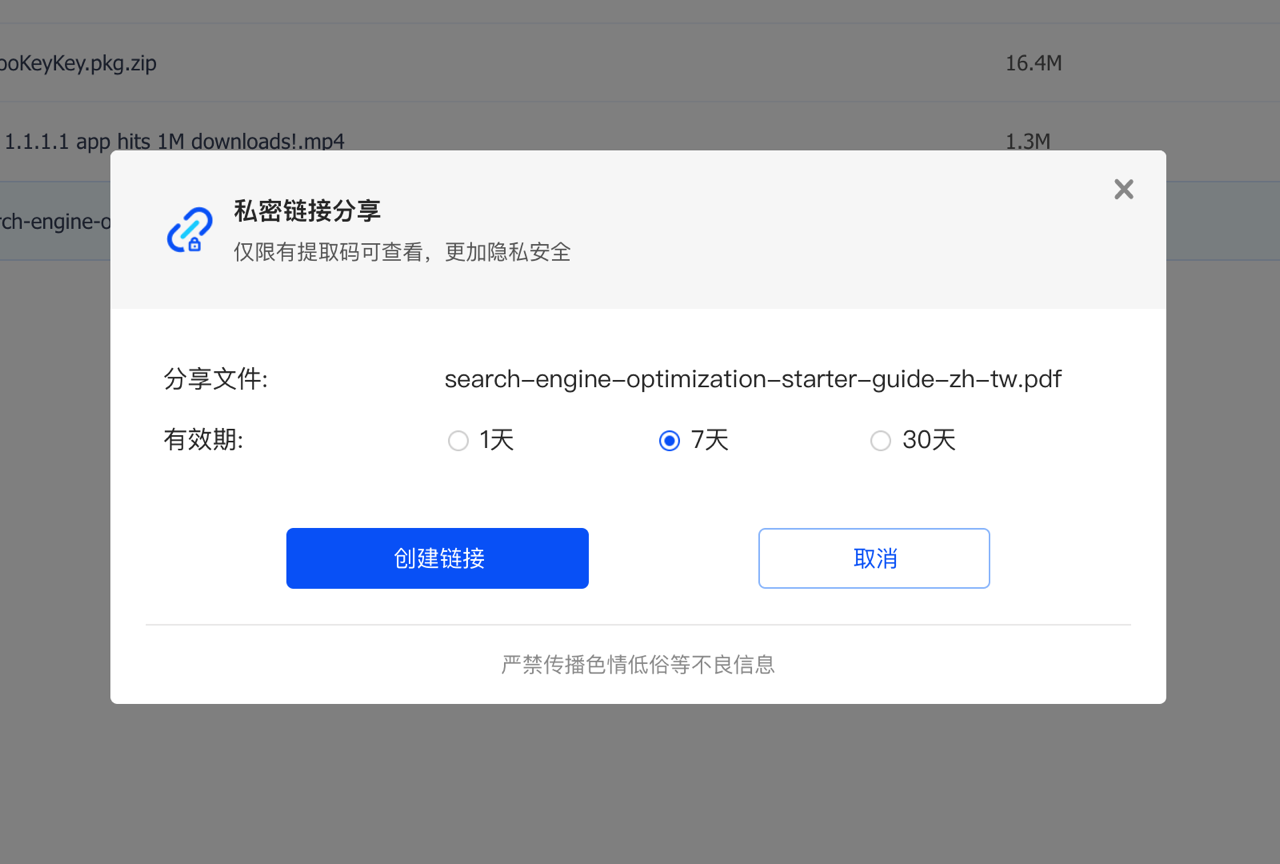 ooKeyKey.pkg.zip 16.4M
1.1.1.1 app hits 1M downloads!.mp4 1.3M
rch-engine-o
私密链接分享
仅限有提取码可查看，更加隐私安全
分享文件: search-engine-optimization-starter-guide-zh-tw.pdf
有效期: 1天 7天 30天
创建链接 取消
严禁传播色情低俗等不良信息